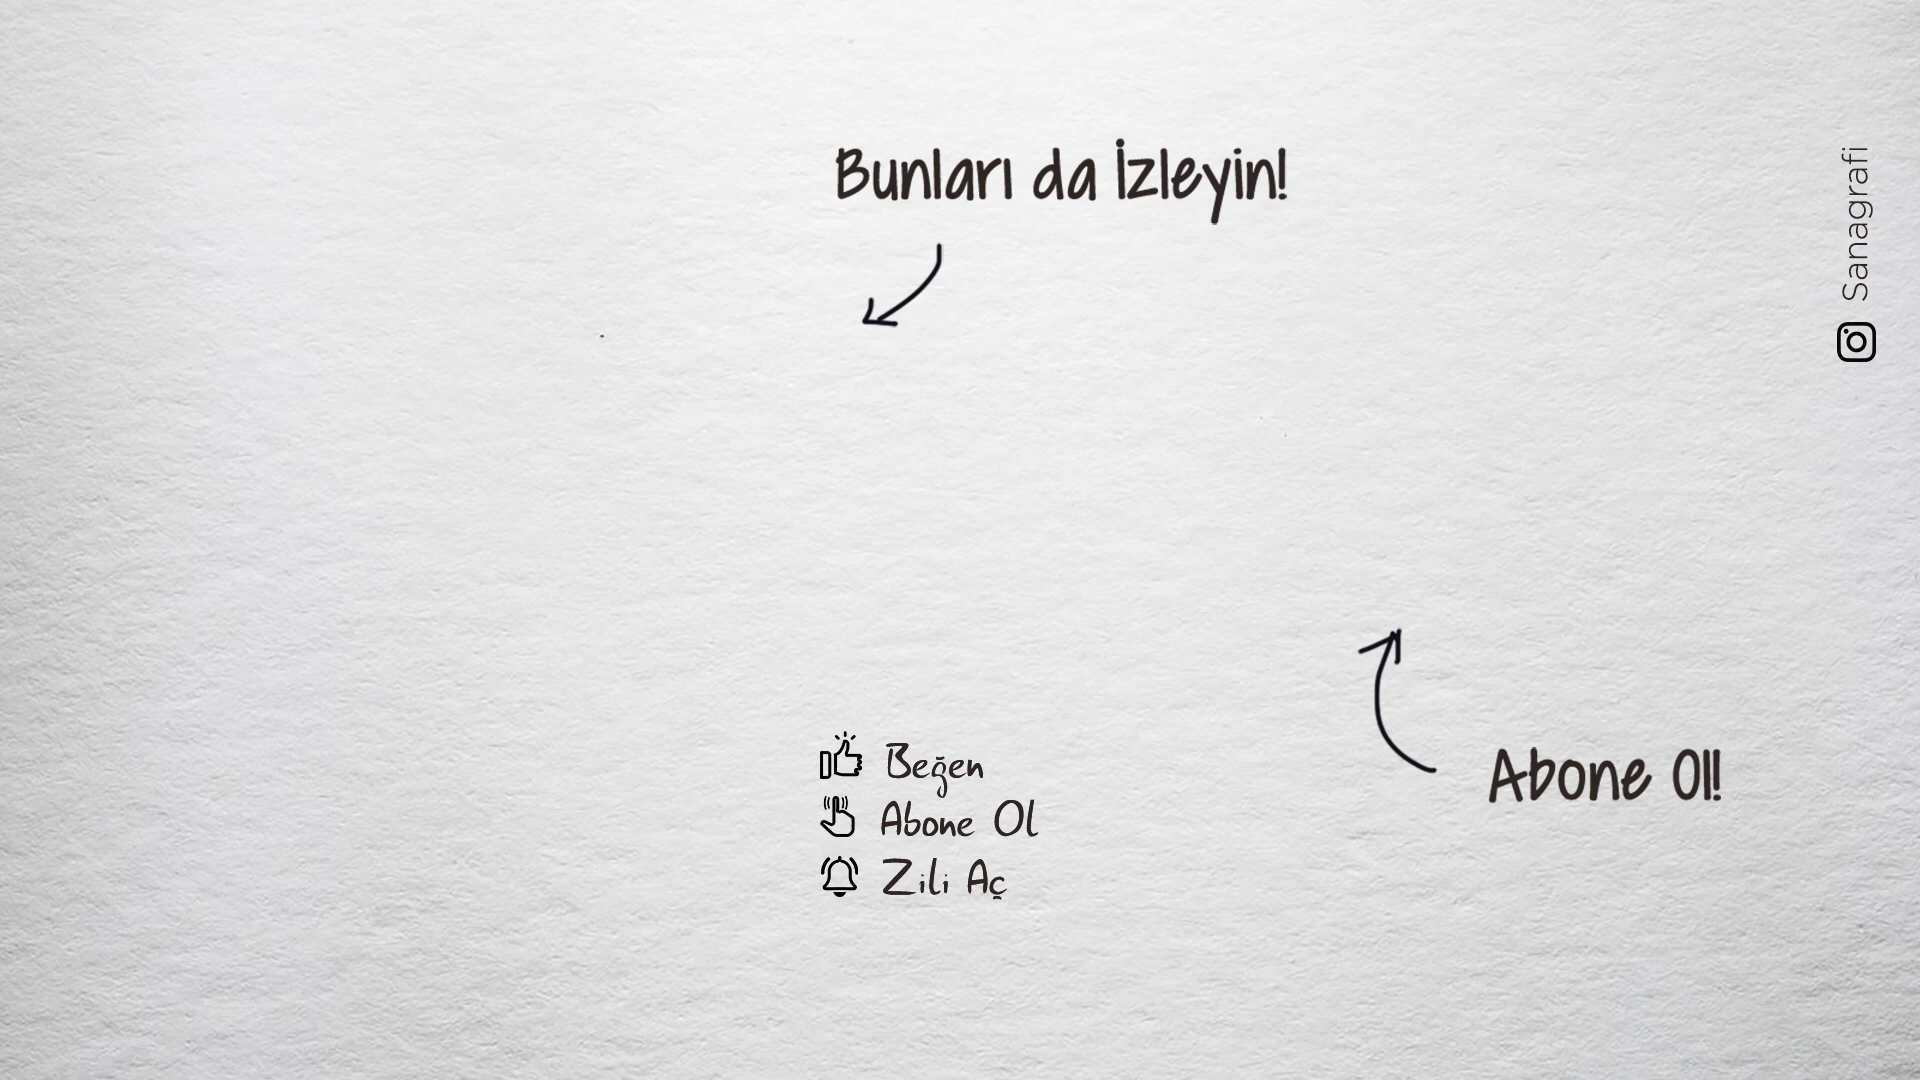 Bunları da İzleyin!
Sanagrafi
Beğen
Abone Ol
Zili Aç
Abone Ol!